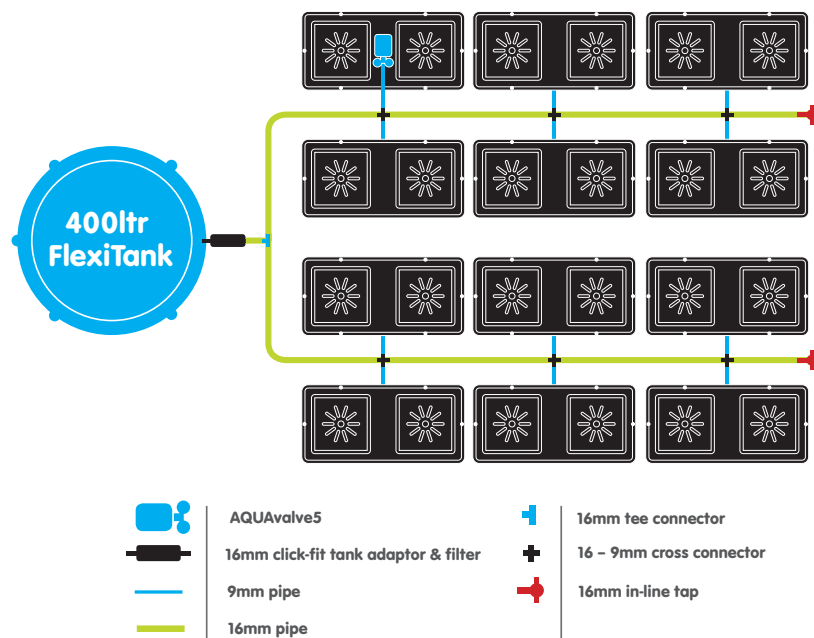 400ltr
FlexiTank
AQUAvalve5
16mm click-fit tank adaptor & filter
9mm pipe
16mm pipe
16mm tee connector
16 – 9mm cross connector
16mm in-line tap